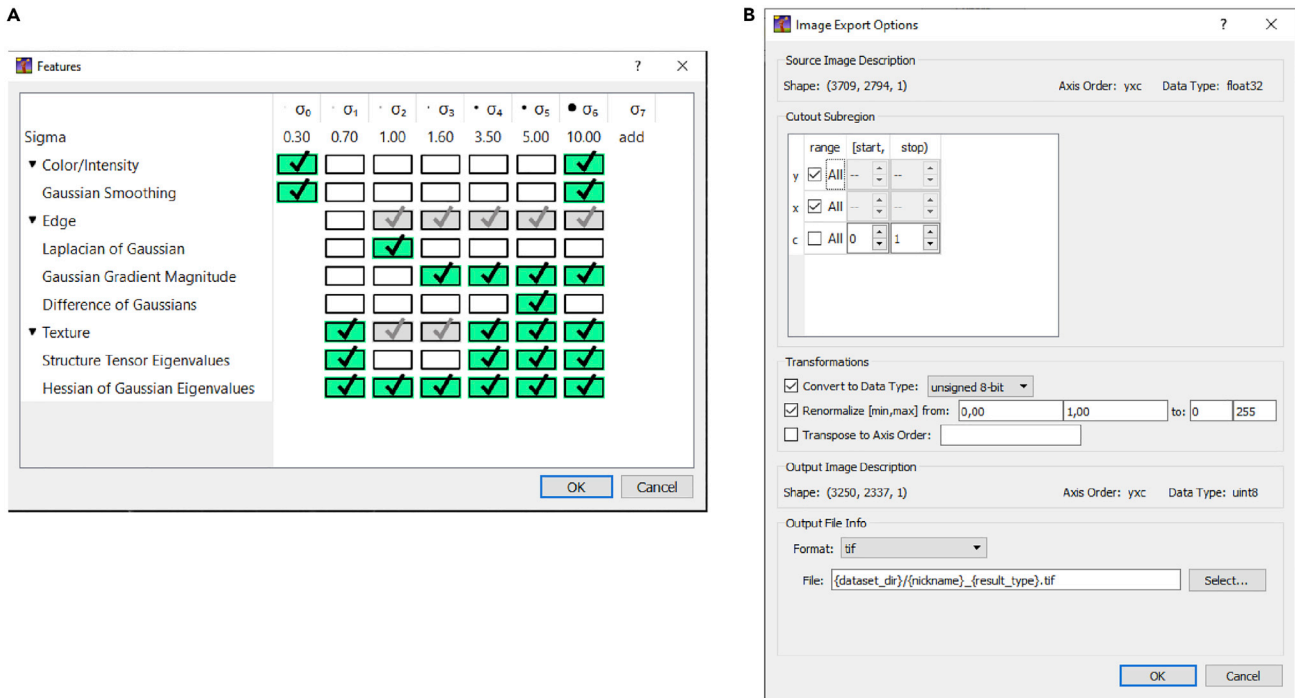 A
Features
? ×
σ0 σ1 σ2 σ3 σ4 σ5 σ6 σ7
Sigma 0.30 0.70 1.00 1.60 3.50 5.00 10.00 add
Color/Intensity
Gaussian Smoothing
Edge
Laplacian of Gaussian
Gaussian Gradient Magnitude
Difference of Gaussians
Texture
Structure Tensor Eigenvalues
Hessian of Gaussian Eigenvalues
OK Cancel
B
Image Export Options
? ×
Source Image Description
Shape: (3709, 2794, 1) Axis Order: yxc Data Type: float32
Cutout Subregion
range [start, stop)
y All -- --
x All -- --
c All 0 1
Transformations
Convert to Data Type: unsigned 8-bit
Renormalize [min,max] from: 0,00 1,00 to: 0 255
Transpose to Axis Order:
Output Image Description
Shape: (3250, 2337, 1) Axis Order: yxc Data Type: uint8
Output File Info
Format: tif
File: {dataset_dir}/{nickname}_{result_type}.tif Select...
OK Cancel